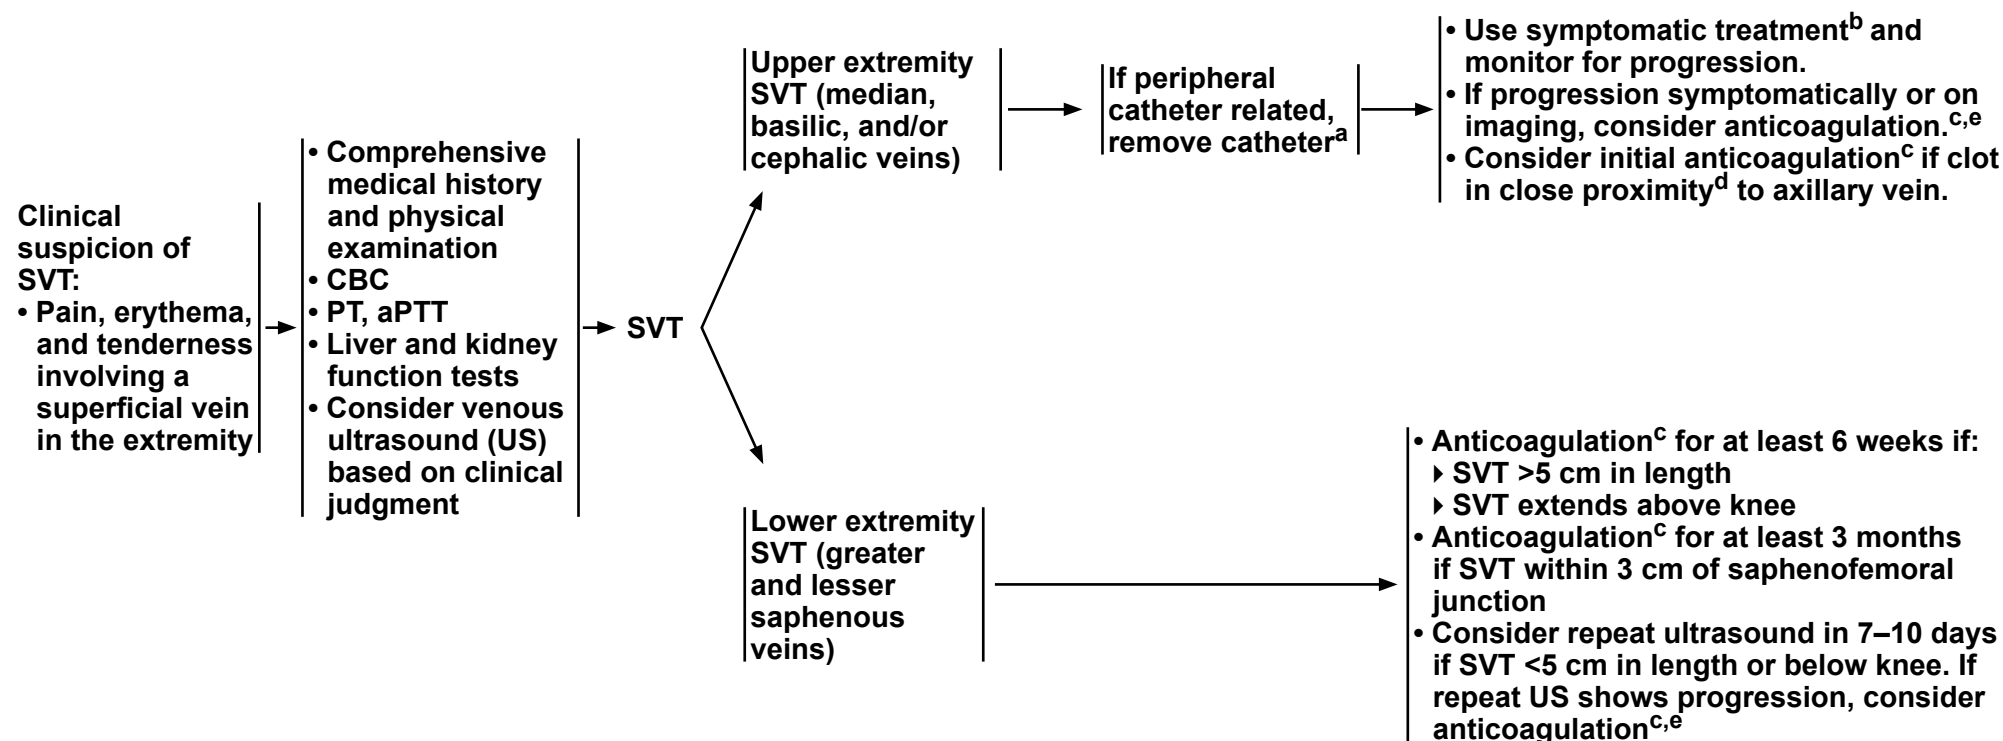 Clinical
suspicion of
SVT:
• Pain, erythema,
and tenderness
involving a
superficial vein
in the extremity
• Comprehensive
medical history
and physical
examination
• CBC
• PT, aPTT
• Liver and kidney
function tests
• Consider venous
ultrasound (US)
based on clinical
judgment
SVT
Upper extremity
SVT (median,
basilic, and/or
cephalic veins)
If peripheral
catheter related,
remove catheterᵃ
• Use symptomatic treatmentᵇ and
monitor for progression.
• If progression symptomatically or on
imaging, consider anticoagulation.ᶜ,ᵉ
• Consider initial anticoagulationᶜ if clot
in close proximityᵈ to axillary vein.
Lower extremity
SVT (greater
and lesser
saphenous
veins)
• Anticoagulationᶜ for at least 6 weeks if:
▸ SVT >5 cm in length
▸ SVT extends above knee
• Anticoagulationᶜ for at least 3 months
if SVT within 3 cm of saphenofemoral
junction
• Consider repeat ultrasound in 7–10 days
if SVT <5 cm in length or below knee. If
repeat US shows progression, consider
anticoagulationᶜ,ᵉ